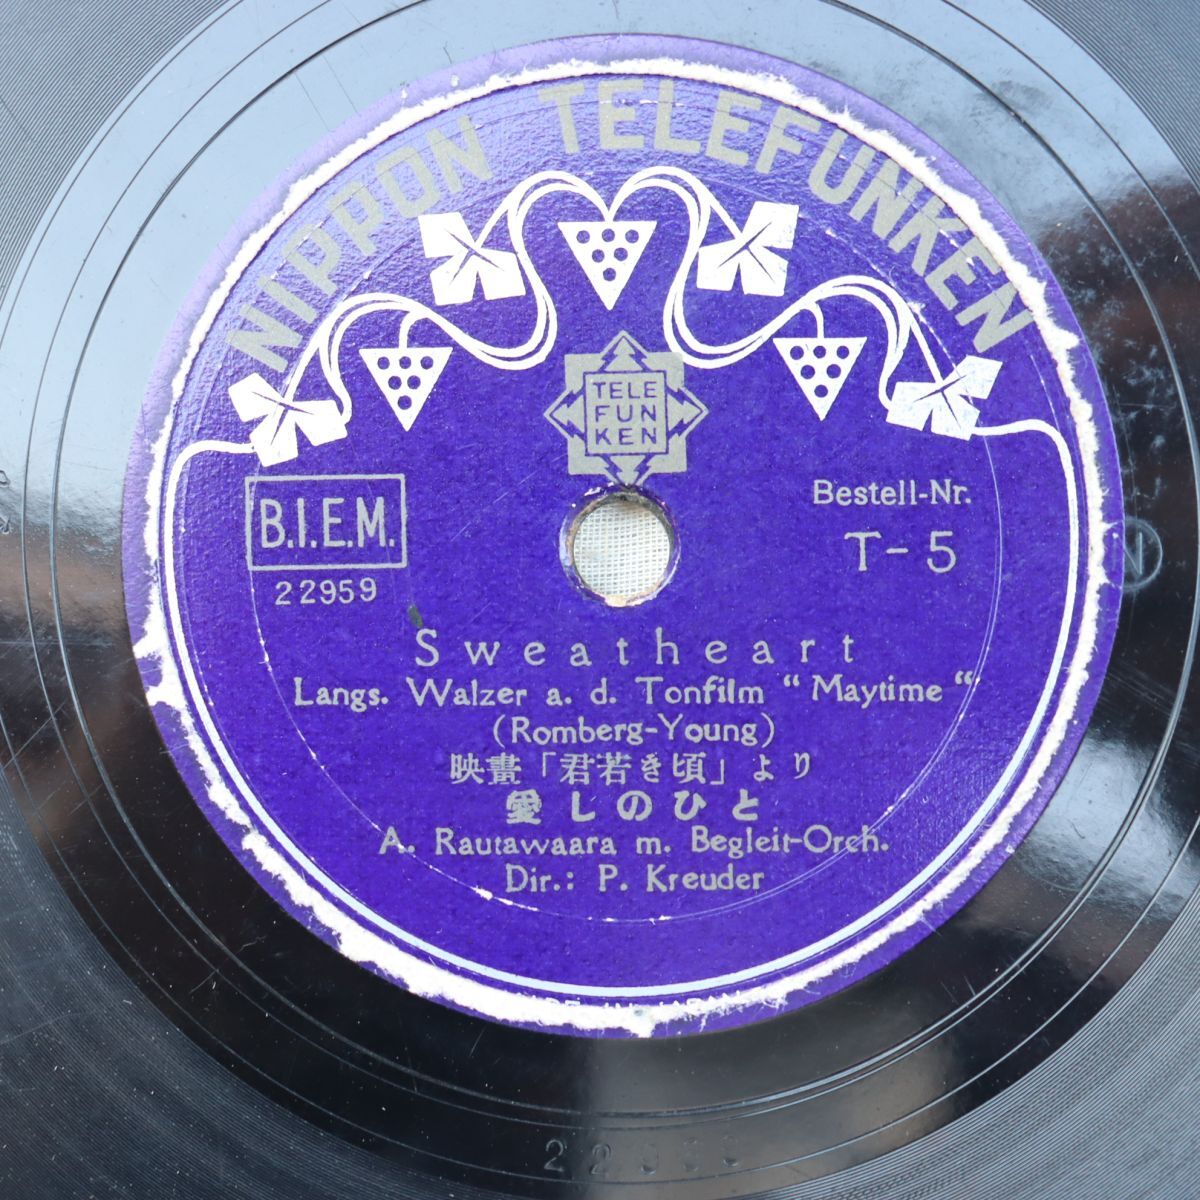 NIPPON TELEFUNKEN
TELE
FUN
KEN
B.I.E.M.
22959
Bestell-Nr.
T-5
Sweatheart
Langs. Walzer a. d. Tonfilm "Maytime"
(Romberg-Young)
映畫「君若き頃」より
愛しのひと
A. Rautawaara m. Begleit-Orch.
Dir.: P. Kreuder
JAPAN